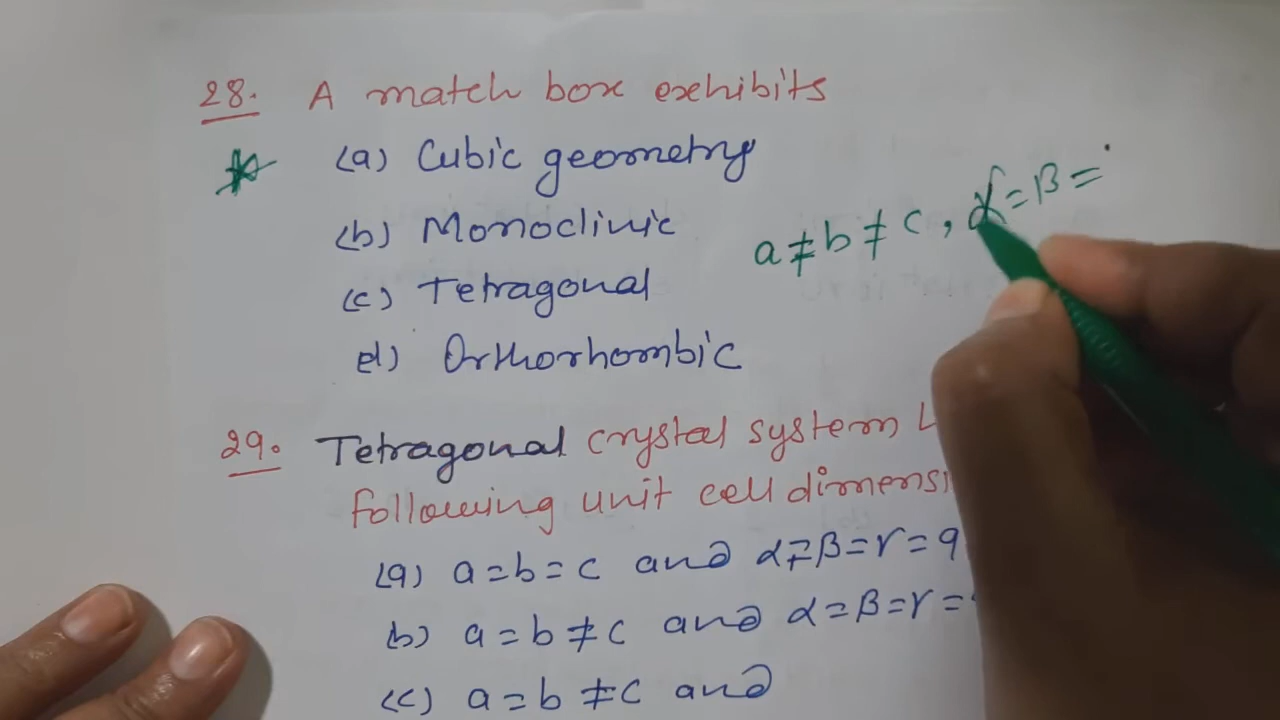 28. A match box exhibits
(a) Cubic geometry
(b) Monoclinic
(c) Tetragonal
d) Orthorhombic
a ≠ b ≠ c, α = β =
29. Tetragonal crystal system
following unit cell dimensi
(a) a = b = c and α ≠ β = γ = 9
(b) a = b ≠ c and α = β = γ =
(c) a = b ≠ c and